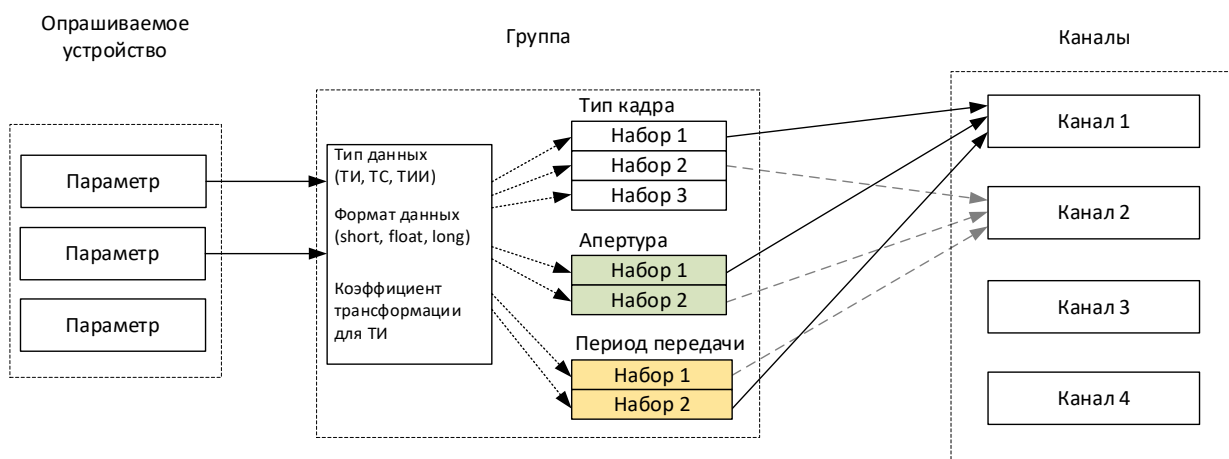 Опрашиваемое
устройство
Группа
Каналы
Параметр
Параметр
Параметр
Тип данных
(ТИ, ТС, ТИИ)
Формат данных
(short, float, long)
Коэффициент
трансформации
для ТИ
Тип кадра
Набор 1
Набор 2
Набор 3
Апертура
Набор 1
Набор 2
Период передачи
Набор 1
Набор 2
Канал 1
Канал 2
Канал 3
Канал 4